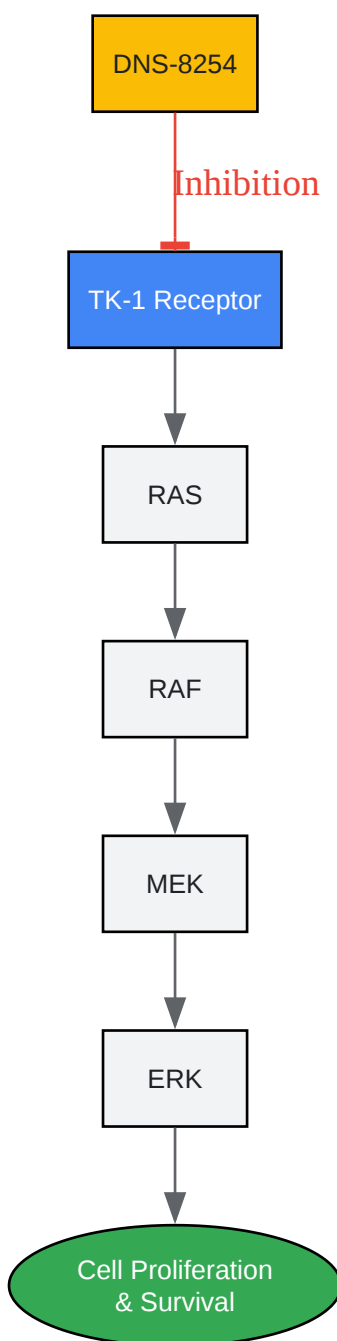 DNS-8254
Inhibition
TK-1 Receptor
RAS
RAF
MEK
ERK
Cell Proliferation
& Survival